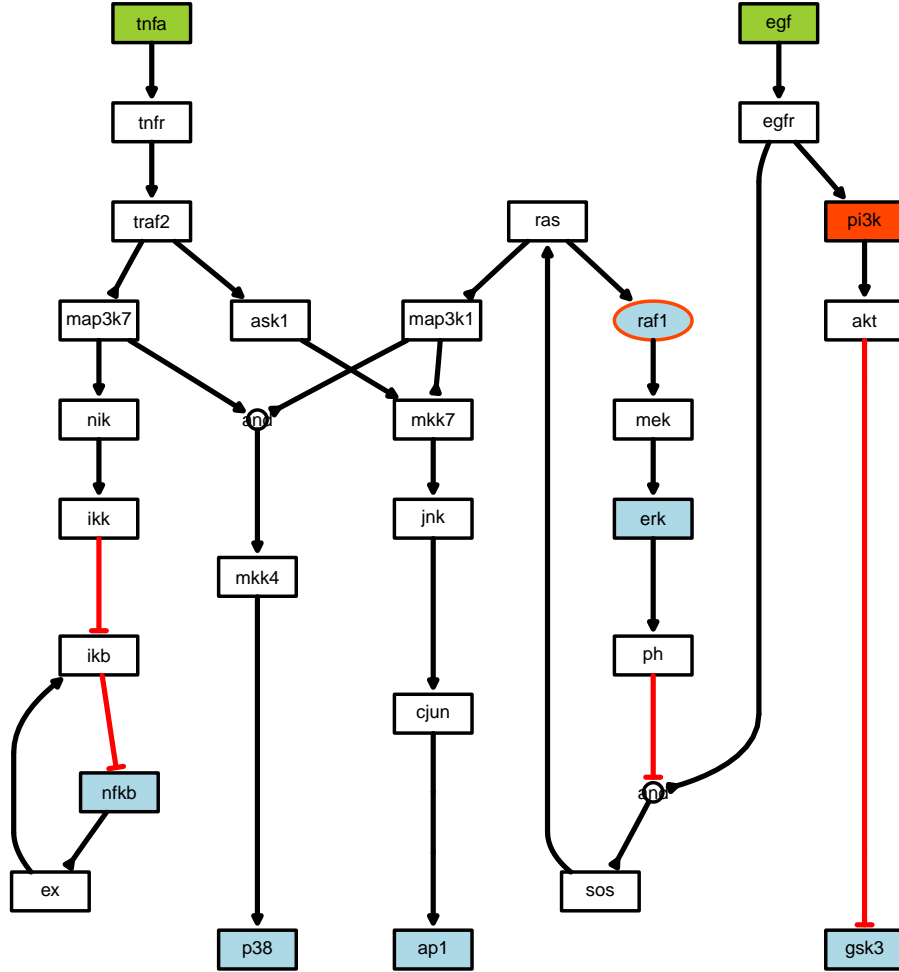 tnfa
egf
tnfr
egfr
traf2
ras
pi3k
map3k7
ask1
map3k1
raf1
akt
nik
and
mkk7
mek
ikk
jnk
erk
mkk4
ikb
ph
cjun
nfkb
and
ex
sos
p38
ap1
gsk3